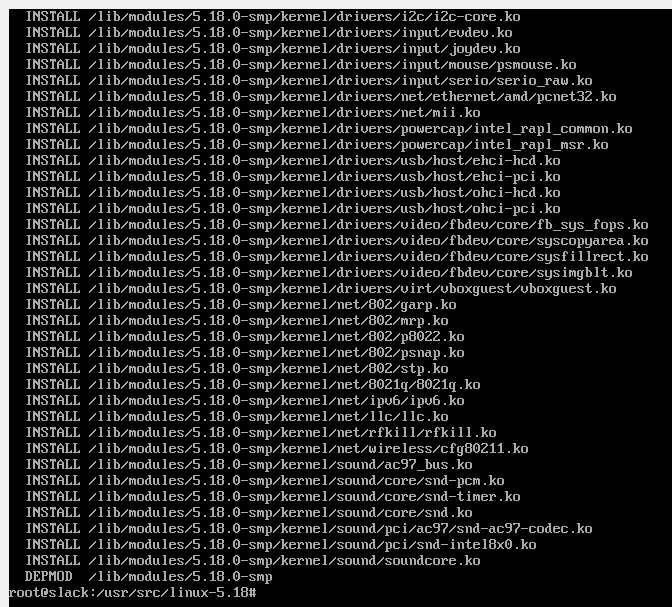 INSTALL /lib/modules/5.18.0-smp/kernel/drivers/i2c/i2c-core.ko
INSTALL /lib/modules/5.18.0-smp/kernel/drivers/input/evdev.ko
INSTALL /lib/modules/5.18.0-smp/kernel/drivers/input/joydev.ko
INSTALL /lib/modules/5.18.0-smp/kernel/drivers/input/mouse/psmouse.ko
INSTALL /lib/modules/5.18.0-smp/kernel/drivers/input/serio/serio_raw.ko
INSTALL /lib/modules/5.18.0-smp/kernel/drivers/net/ethernet/amd/pcnet32.ko
INSTALL /lib/modules/5.18.0-smp/kernel/drivers/net/mii.ko
INSTALL /lib/modules/5.18.0-smp/kernel/drivers/powercap/intel_rapl_common.ko
INSTALL /lib/modules/5.18.0-smp/kernel/drivers/powercap/intel_rapl_msr.ko
INSTALL /lib/modules/5.18.0-smp/kernel/drivers/usb/host/ehci-hcd.ko
INSTALL /lib/modules/5.18.0-smp/kernel/drivers/usb/host/ehci-pci.ko
INSTALL /lib/modules/5.18.0-smp/kernel/drivers/usb/host/ohci-hcd.ko
INSTALL /lib/modules/5.18.0-smp/kernel/drivers/usb/host/ohci-pci.ko
INSTALL /lib/modules/5.18.0-smp/kernel/drivers/video/fbdev/core/fb_sys_fops.ko
INSTALL /lib/modules/5.18.0-smp/kernel/drivers/video/fbdev/core/syscopyarea.ko
INSTALL /lib/modules/5.18.0-smp/kernel/drivers/video/fbdev/core/sysfillrect.ko
INSTALL /lib/modules/5.18.0-smp/kernel/drivers/video/fbdev/core/sysimgblt.ko
INSTALL /lib/modules/5.18.0-smp/kernel/drivers/virt/vboxguest/vboxguest.ko
INSTALL /lib/modules/5.18.0-smp/kernel/net/802/garp.ko
INSTALL /lib/modules/5.18.0-smp/kernel/net/802/mrp.ko
INSTALL /lib/modules/5.18.0-smp/kernel/net/802/p8022.ko
INSTALL /lib/modules/5.18.0-smp/kernel/net/802/psnap.ko
INSTALL /lib/modules/5.18.0-smp/kernel/net/802/stp.ko
INSTALL /lib/modules/5.18.0-smp/kernel/net/8021q/8021q.ko
INSTALL /lib/modules/5.18.0-smp/kernel/net/ipv6/ipv6.ko
INSTALL /lib/modules/5.18.0-smp/kernel/net/llc/llc.ko
INSTALL /lib/modules/5.18.0-smp/kernel/net/rfkill/rfkill.ko
INSTALL /lib/modules/5.18.0-smp/kernel/net/wireless/cfg80211.ko
INSTALL /lib/modules/5.18.0-smp/kernel/sound/ac97_bus.ko
INSTALL /lib/modules/5.18.0-smp/kernel/sound/core/snd-pcm.ko
INSTALL /lib/modules/5.18.0-smp/kernel/sound/core/snd-timer.ko
INSTALL /lib/modules/5.18.0-smp/kernel/sound/core/snd.ko
INSTALL /lib/modules/5.18.0-smp/kernel/sound/pci/ac97/snd-ac97-codec.ko
INSTALL /lib/modules/5.18.0-smp/kernel/sound/pci/snd-intel8x0.ko
INSTALL /lib/modules/5.18.0-smp/kernel/sound/soundcore.ko
DEPMOD  /lib/modules/5.18.0-smp
root@slack:/usr/src/linux-5.18#